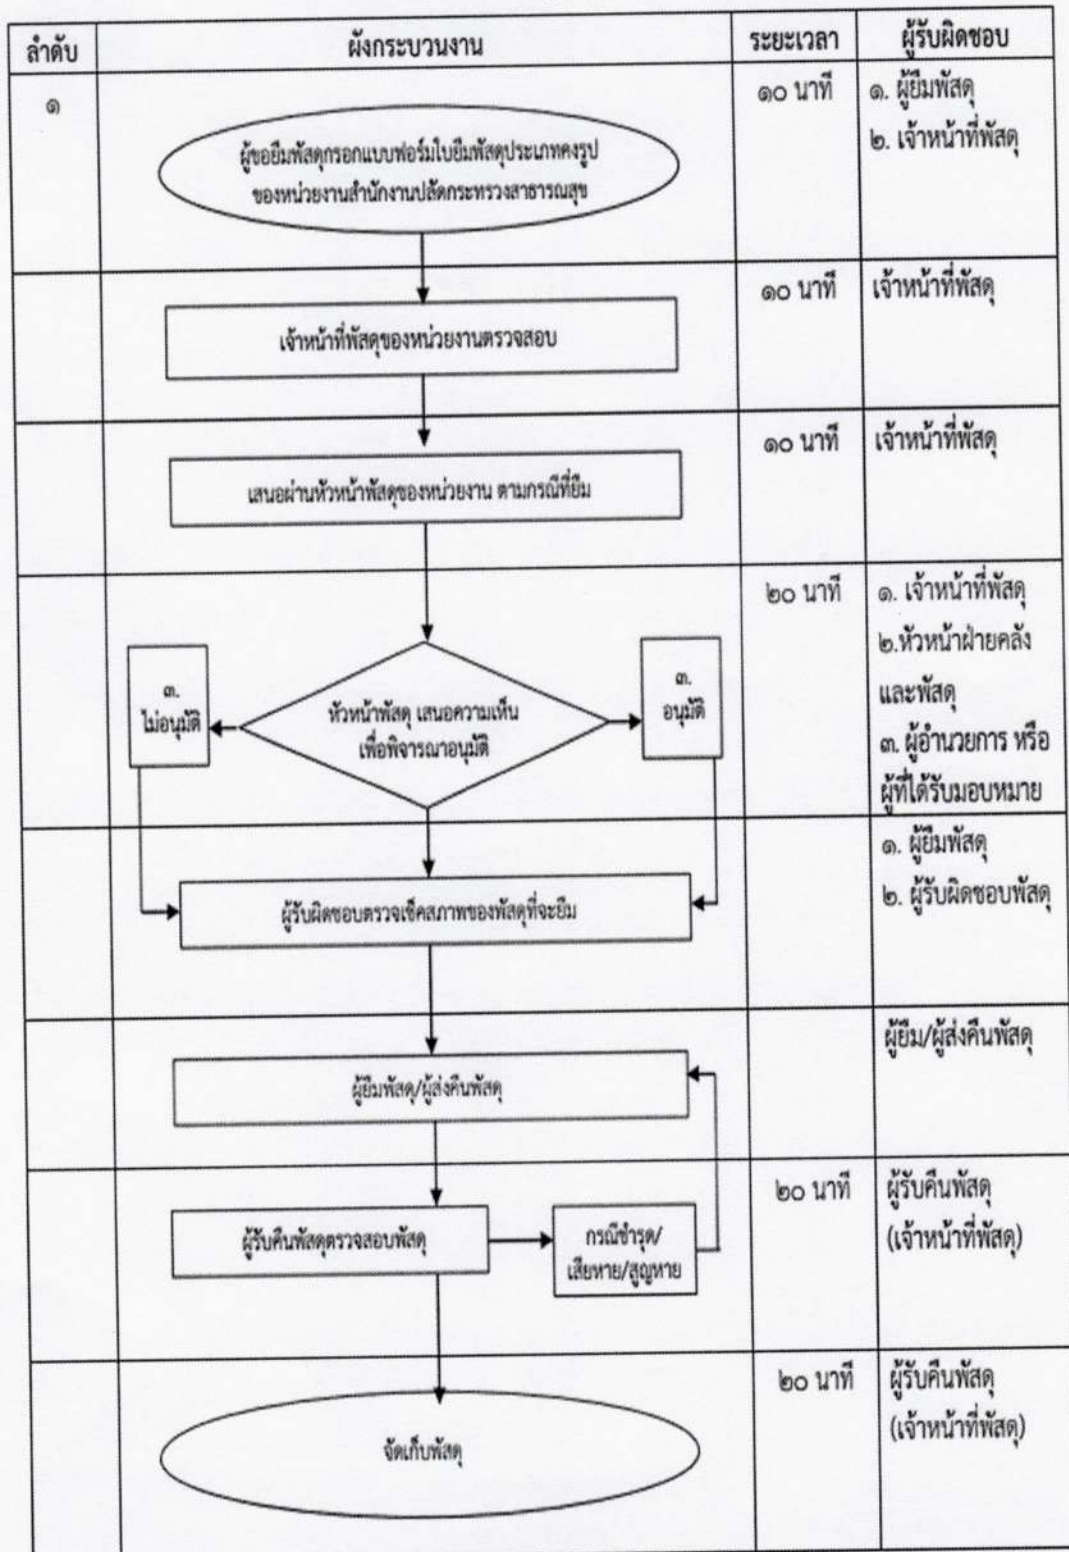 ลำดับ ผังกระบวนงาน ระยะเวลา ผู้รับผิดชอบ
๑
ผู้ขอยืมพัสดุกรอกแบบฟอร์มใบยืมพัสดุประเภทคงรูป
ของหน่วยงานสำนักงานปลัดกระทรวงสาธารณสุข
๑๐ นาที
๑. ผู้ยืมพัสดุ
๒. เจ้าหน้าที่พัสดุ
เจ้าหน้าที่พัสดุของหน่วยงานตรวจสอบ
๑๐ นาที
เจ้าหน้าที่พัสดุ
เสนอผ่านหัวหน้าพัสดุของหน่วยงาน ตามกรณีที่ยืม
๑๐ นาที
เจ้าหน้าที่พัสดุ
๓.
ไม่อนุมัติ
หัวหน้าพัสดุ เสนอความเห็น
เพื่อพิจารณาอนุมัติ
๓.
อนุมัติ
๒๐ นาที
๑. เจ้าหน้าที่พัสดุ
๒.หัวหน้าฝ่ายคลัง
และพัสดุ
๓. ผู้อำนวยการ หรือ
ผู้ที่ได้รับมอบหมาย
ผู้รับผิดชอบตรวจเช็คสภาพของพัสดุที่จะยืม
๑. ผู้ยืมพัสดุ
๒. ผู้รับผิดชอบพัสดุ
ผู้ยืมพัสดุ/ผู้ส่งคืนพัสดุ
ผู้ยืม/ผู้ส่งคืนพัสดุ
ผู้รับคืนพัสดุตรวจสอบพัสดุ
กรณีชำรุด/
เสียหาย/สูญหาย
๒๐ นาที
ผู้รับคืนพัสดุ
(เจ้าหน้าที่พัสดุ)
จัดเก็บพัสดุ
๒๐ นาที
ผู้รับคืนพัสดุ
(เจ้าหน้าที่พัสดุ)